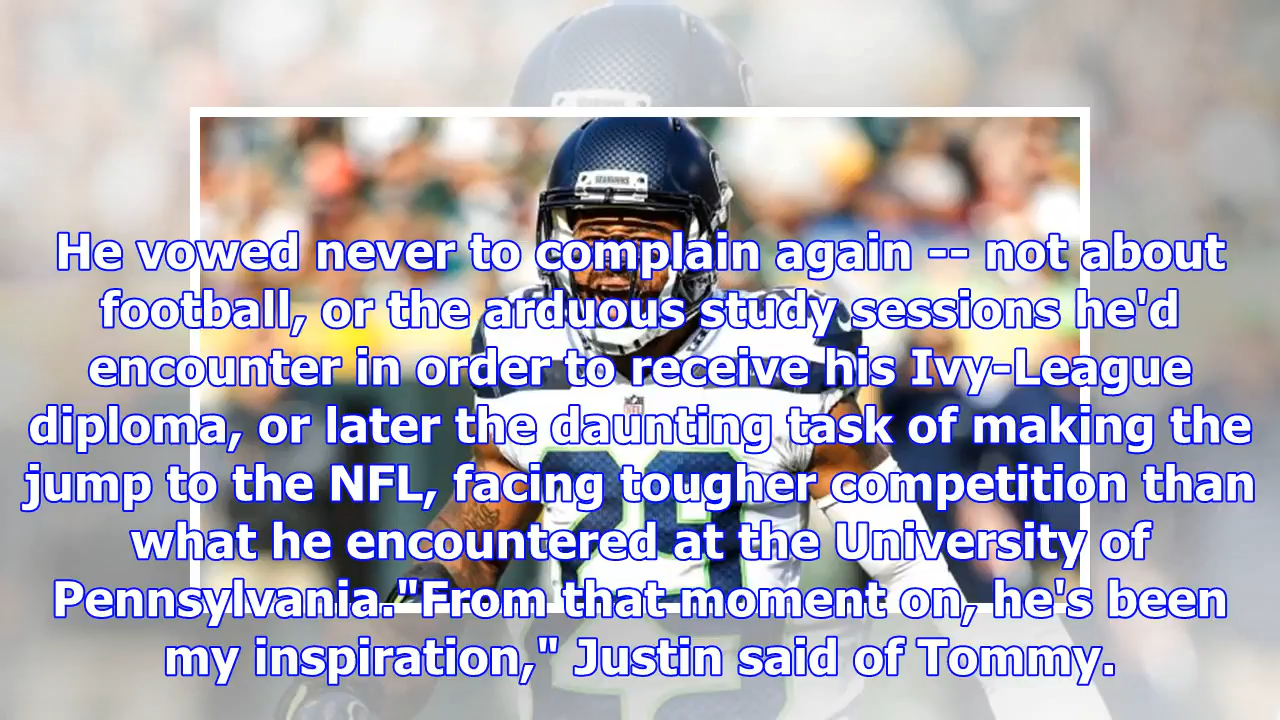 SEAHAWKS
He vowed never to complain again -- not about
football, or the arduous study sessions he'd
encounter in order to receive his Ivy-League
diploma, or later the daunting task of making the
jump to the NFL, facing tougher competition than
what he encountered at the University of
Pennsylvania."From that moment on, he's been
my inspiration," Justin said of Tommy.